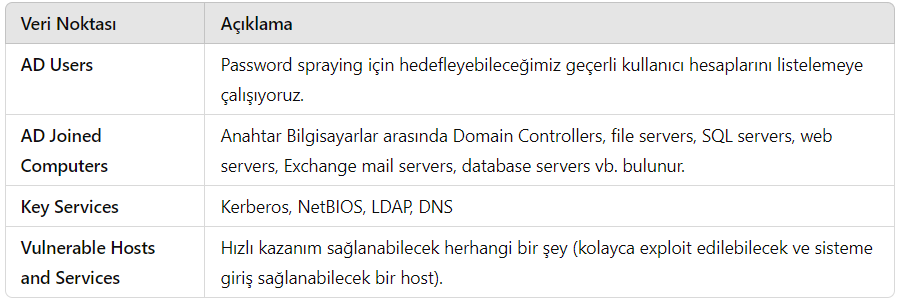 Veri Noktası Açıklama
AD Users Password spraying için hedefleyebileceğimiz geçerli kullanıcı hesaplarını listelemeye
çalışıyoruz.
AD Joined Anahtar Bilgisayarlar arasında Domain Controllers, file servers, SQL servers, web
Computers servers, Exchange mail servers, database servers vb. bulunur.
Key Services Kerberos, NetBIOS, LDAP, DNS
Vulnerable Hosts Hızlı kazanım sağlanabilecek herhangi bir şey (kolayca exploit edilebilecek ve sisteme
and Services giriş sağlanabilecek bir host).